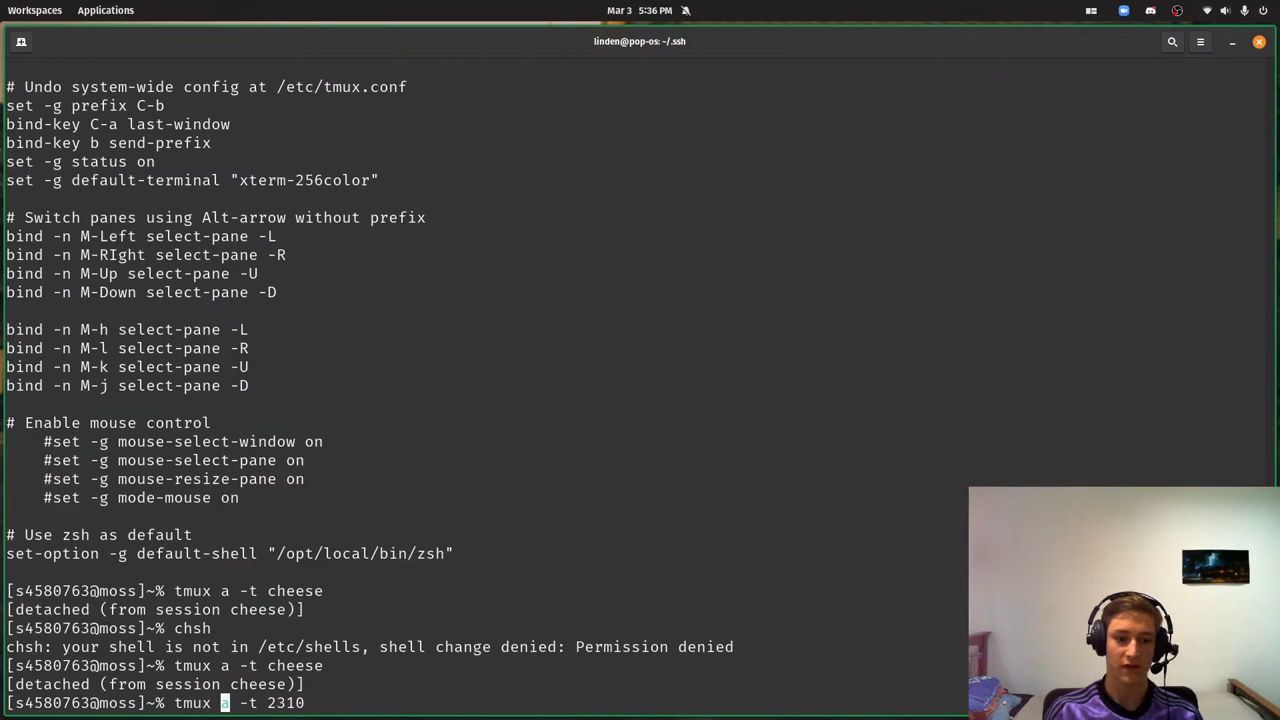 Workspaces Applications Mar 3 5:36 PM
linden@pop-os: ~/.ssh
# Undo system-wide config at /etc/tmux.conf
set -g prefix C-b
bind-key C-a last-window
bind-key b send-prefix
set -g status on
set -g default-terminal "xterm-256color"
# Switch panes using Alt-arrow without prefix
bind -n M-Left select-pane -L
bind -n M-RIght select-pane -R
bind -n M-Up select-pane -U
bind -n M-Down select-pane -D
bind -n M-h select-pane -L
bind -n M-l select-pane -R
bind -n M-k select-pane -U
bind -n M-j select-pane -D
# Enable mouse control
#set -g mouse-select-window on
#set -g mouse-select-pane on
#set -g mouse-resize-pane on
#set -g mode-mouse on
# Use zsh as default
set-option -g default-shell "/opt/local/bin/zsh"
[s4580763@moss]~% tmux a -t cheese
[detached (from session cheese)]
[s4580763@moss]~% chsh
chsh: your shell is not in /etc/shells, shell change denied: Permission denied
[s4580763@moss]~% tmux a -t cheese
[detached (from session cheese)]
[s4580763@moss]~% tmux a -t 2310